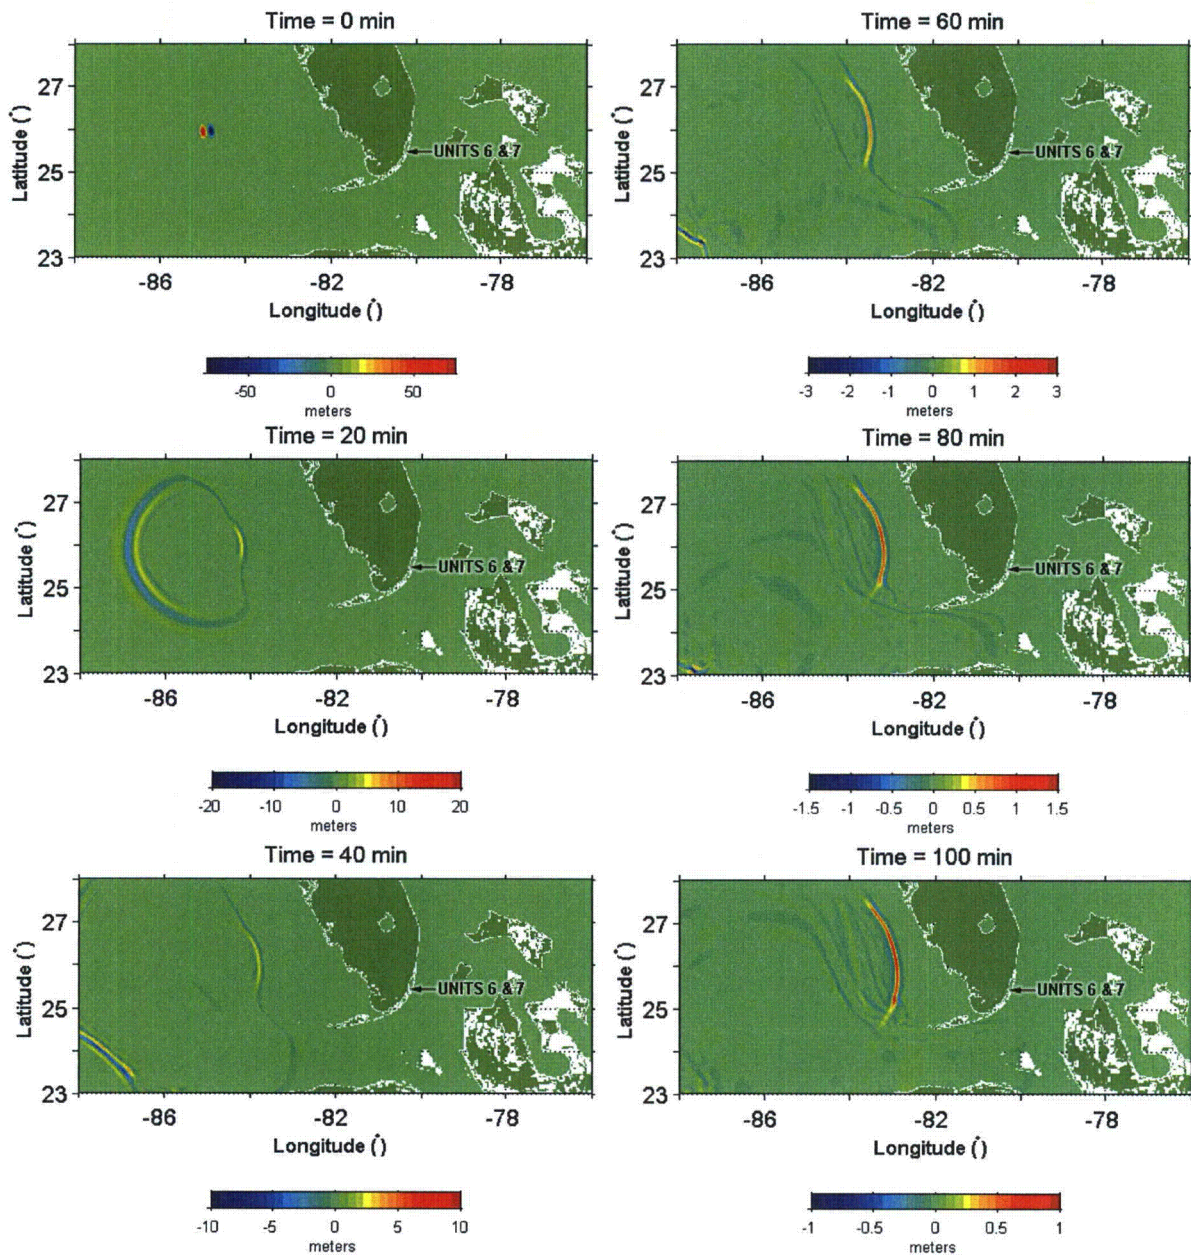 Time = 0 min
27
25
23
Latitude (°)
UNITS 6 & 7
-86
-82
-78
Longitude (°)
-50
0
50
meters
Time = 20 min
27
25
23
Latitude (°)
UNITS 6 & 7
-86
-82
-78
Longitude (°)
-20
-10
0
10
20
meters
Time = 40 min
27
25
23
Latitude (°)
UNITS 6 & 7
-86
-82
-78
Longitude (°)
-10
-5
0
5
10
meters
Time = 60 min
27
25
23
Latitude (°)
UNITS 6 & 7
-86
-82
-78
Longitude (°)
-3
-2
-1
0
1
2
3
meters
Time = 80 min
27
25
23
Latitude (°)
UNITS 6 & 7
-86
-82
-78
Longitude (°)
-1.5
-1
-0.5
0
0.5
1
1.5
meters
Time = 100 min
27
25
23
Latitude (°)
UNITS 6 & 7
-86
-82
-78
Longitude (°)
-1
-0.5
0
0.5
1
meters